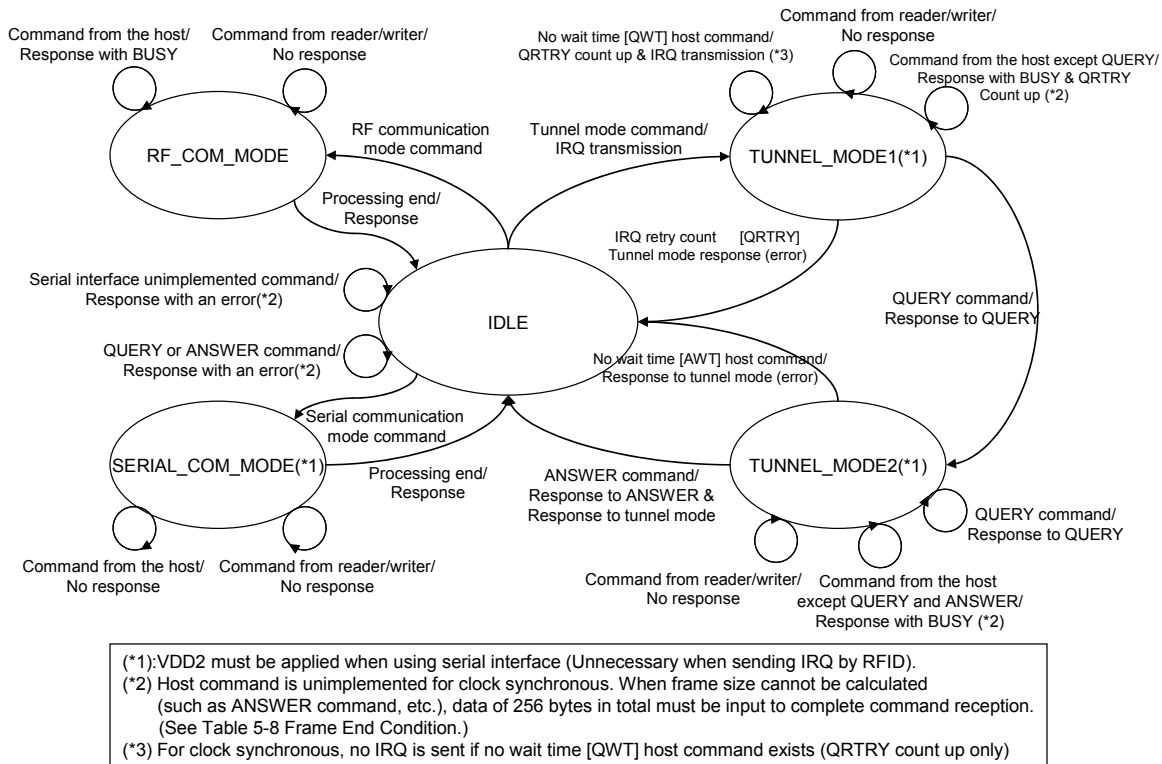 Command from the host/
Response with BUSY
Command from reader/writer/
No response
No wait time [QWT] host command/
QRTRY count up & IRQ transmission (*3)
Command from reader/writer/
No response
Command from the host except QUERY/
Response with BUSY & QRTRY
Count up (*2)
RF_COM_MODE
RF communication
mode command
Tunnel mode command/
IRQ transmission
TUNNEL_MODE1(*1)
Processing end/
Response
IRQ retry count [QRTRY]
Tunnel mode response (error)
Serial interface unimplemented command/
Response with an error(*2)
IDLE
QUERY command/
Response to QUERY
QUERY or ANSWER command/
Response with an error(*2)
No wait time [AWT] host command/
Response to tunnel mode (error)
Serial communication
mode command
SERIAL_COM_MODE(*1)
Processing end/
Response
ANSWER command/
Response to ANSWER &
Response to tunnel mode
TUNNEL_MODE2(*1)
QUERY command/
Response to QUERY
Command from the host/
No response
Command from reader/writer/
No response
Command from reader/writer/
No response
Command from the host
except QUERY and ANSWER/
Response with BUSY (*2)
(*1):VDD2 must be applied when using serial interface (Unnecessary when sending IRQ by RFID).
(*2) Host command is unimplemented for clock synchronous. When frame size cannot be calculated
(such as ANSWER command, etc.), data of 256 bytes in total must be input to complete command reception.
(See Table 5-8 Frame End Condition.)
(*3) For clock synchronous, no IRQ is sent if no wait time [QWT] host command exists (QRTRY count up only)